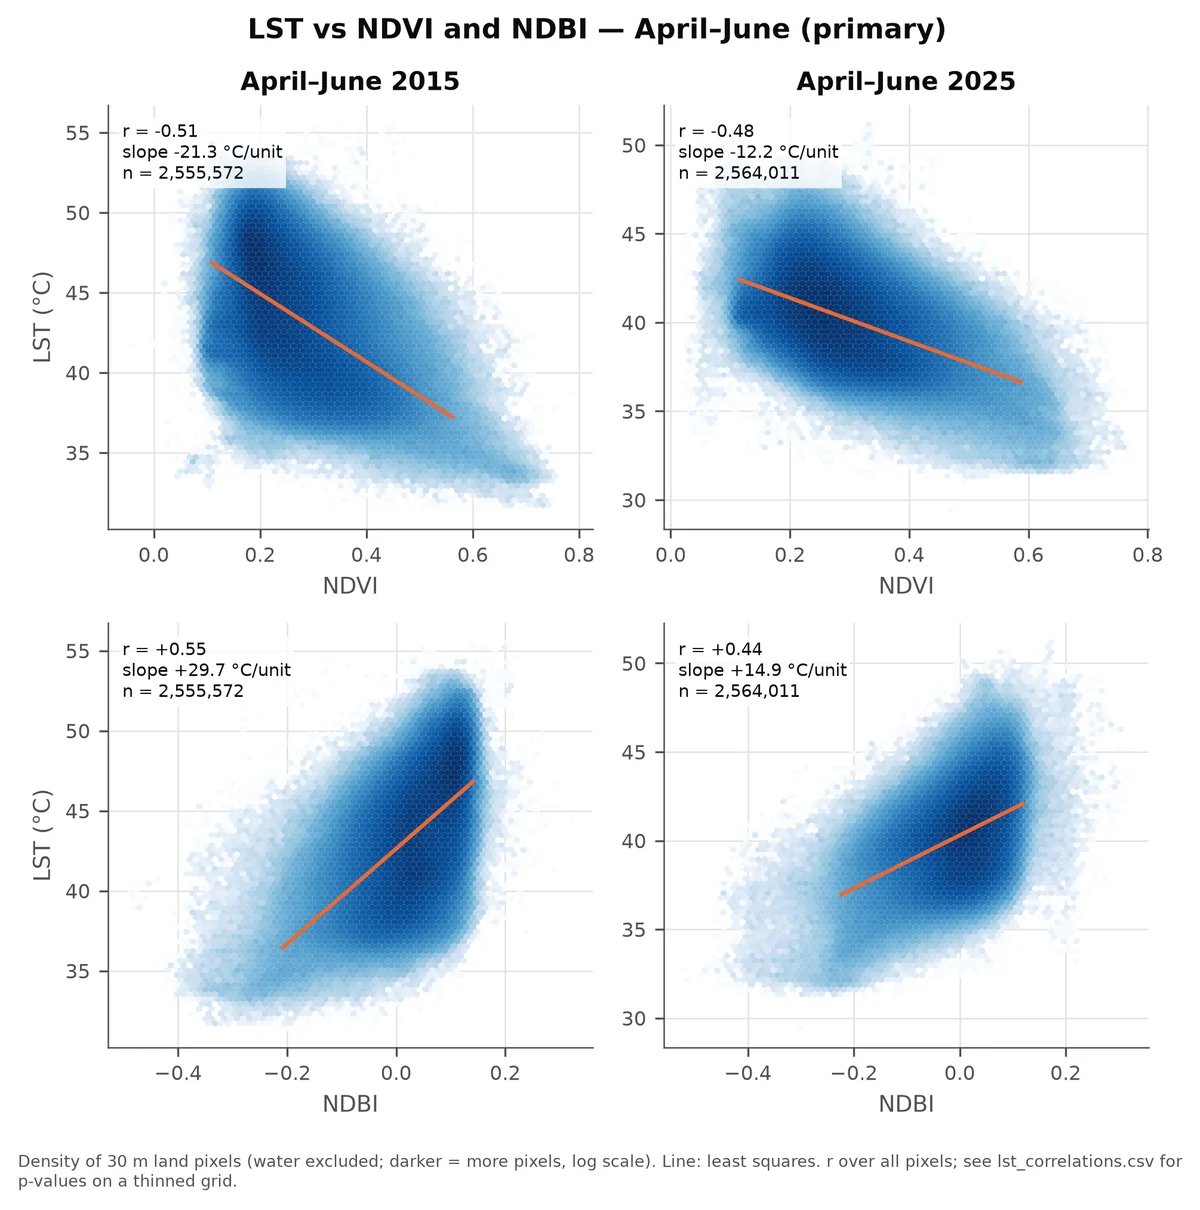 LST vs NDVI and NDBI — April–June (primary)
April–June 2015
April–June 2025
r = -0.51
slope -21.3 °C/unit
n = 2,555,572
55
50
45
40
35
LST (°C)
0.0
0.2
0.4
0.6
0.8
NDVI
r = -0.48
slope -12.2 °C/unit
n = 2,564,011
50
45
40
35
30
0.0
0.2
0.4
0.6
0.8
NDVI
r = +0.55
slope +29.7 °C/unit
n = 2,555,572
55
50
45
40
35
LST (°C)
−0.4
−0.2
0.0
0.2
NDBI
r = +0.44
slope +14.9 °C/unit
n = 2,564,011
50
45
40
35
30
−0.4
−0.2
0.0
0.2
NDBI
Density of 30 m land pixels (water excluded; darker = more pixels, log scale). Line: least squares. r over all pixels; see lst_correlations.csv for
p-values on a thinned grid.